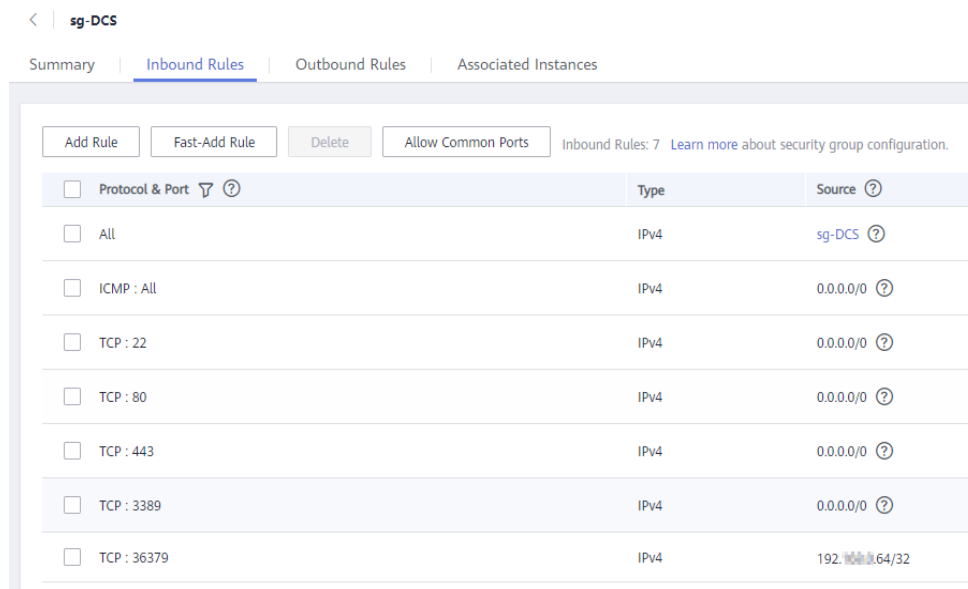 sg-DCS
Summary Inbound Rules Outbound Rules Associated Instances
Add Rule Fast-Add Rule Delete Allow Common Ports Inbound Rules: 7 Learn more about security group configuration.
Protocol & Port Type Source
All IPv4 sg-DCS
ICMP : All IPv4 0.0.0.0/0
TCP : 22 IPv4 0.0.0.0/0
TCP : 80 IPv4 0.0.0.0/0
TCP : 443 IPv4 0.0.0.0/0
TCP : 3389 IPv4 0.0.0.0/0
TCP : 36379 IPv4 192. .64/32